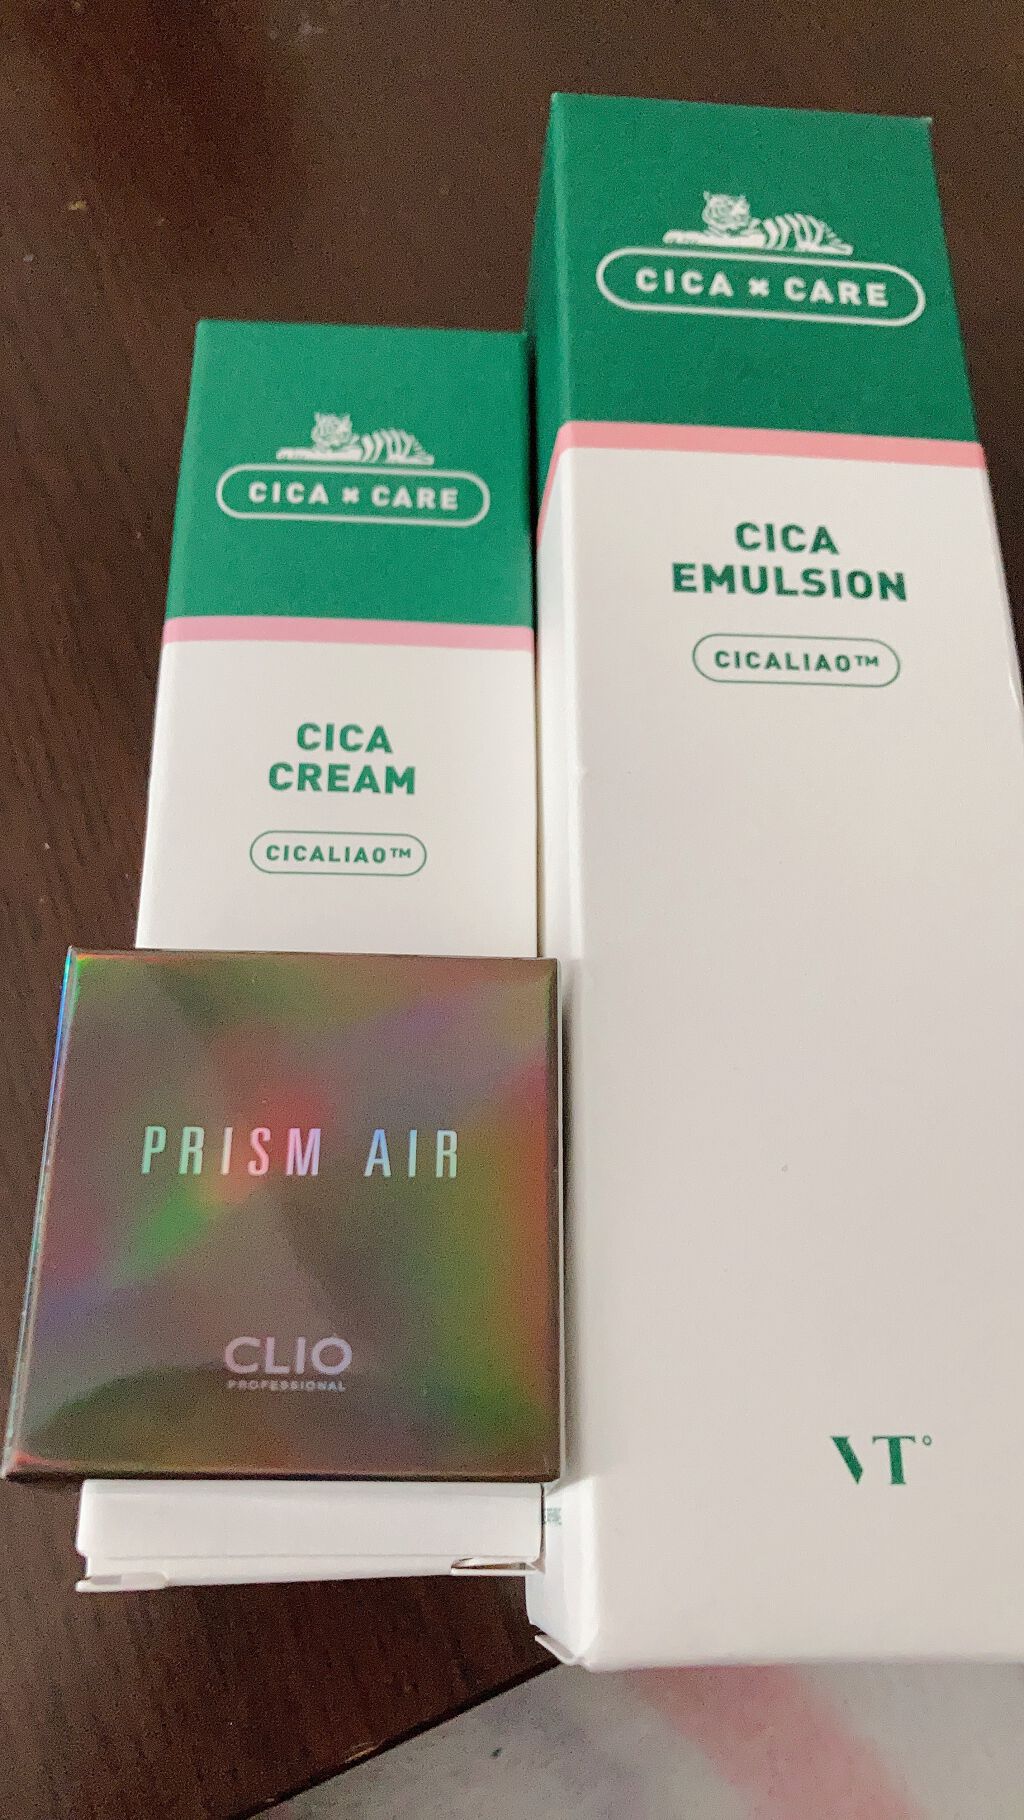 CICA × CARE
CICA
EMULSION
CICALIAO™
VT°
CICA × CARE
CICA
CREAM
CICALIAO™
PRISM AIR
CLIO
PROFESSIONAL